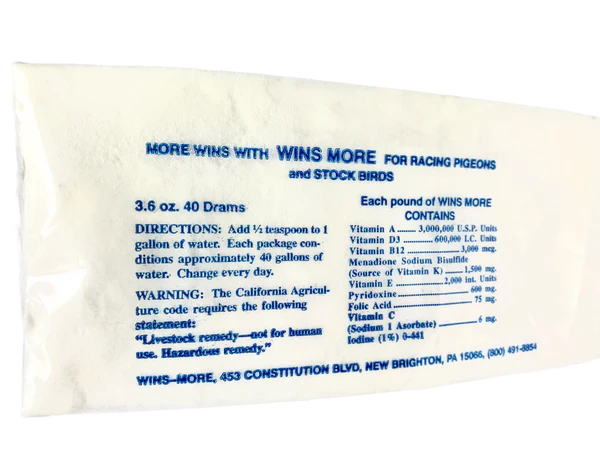 MORE WINS WITH WINS MORE FOR RACING PIGEONS
and STOCK BIRDS
3.6 oz. 40 Drams
DIRECTIONS: Add ½ teaspoon to 1
gallon of water. Each package con-
ditions approximately 40 gallons of
water. Change every day.
WARNING: The California Agricul-
ture code requires the following
statement:
"Livestock remedy—not for human
use. Hazardous remedy."
Each pound of WINS MORE
CONTAINS
Vitamin A ........ 3,000,000 U.S.P. Units
Vitamin D3 ........ 600,000 I.C. Units
Vitamin B12 ........ 3,000 mcg.
Menadione Sodium Bisulfide
(Source of Vitamin K) ........ 1,500 mg.
Vitamin E ........ 2,000 int. Units
Pyridoxine ........ 600 mg.
Folic Acid ........ 75 mg.
Vitamin C
(Sodium 1 Asorbate) ........ 6 mg.
Iodine (1%) 0-441
WINS–MORE, 453 CONSTITUTION BLVD, NEW BRIGHTON, PA 15066, (800) 491-8854